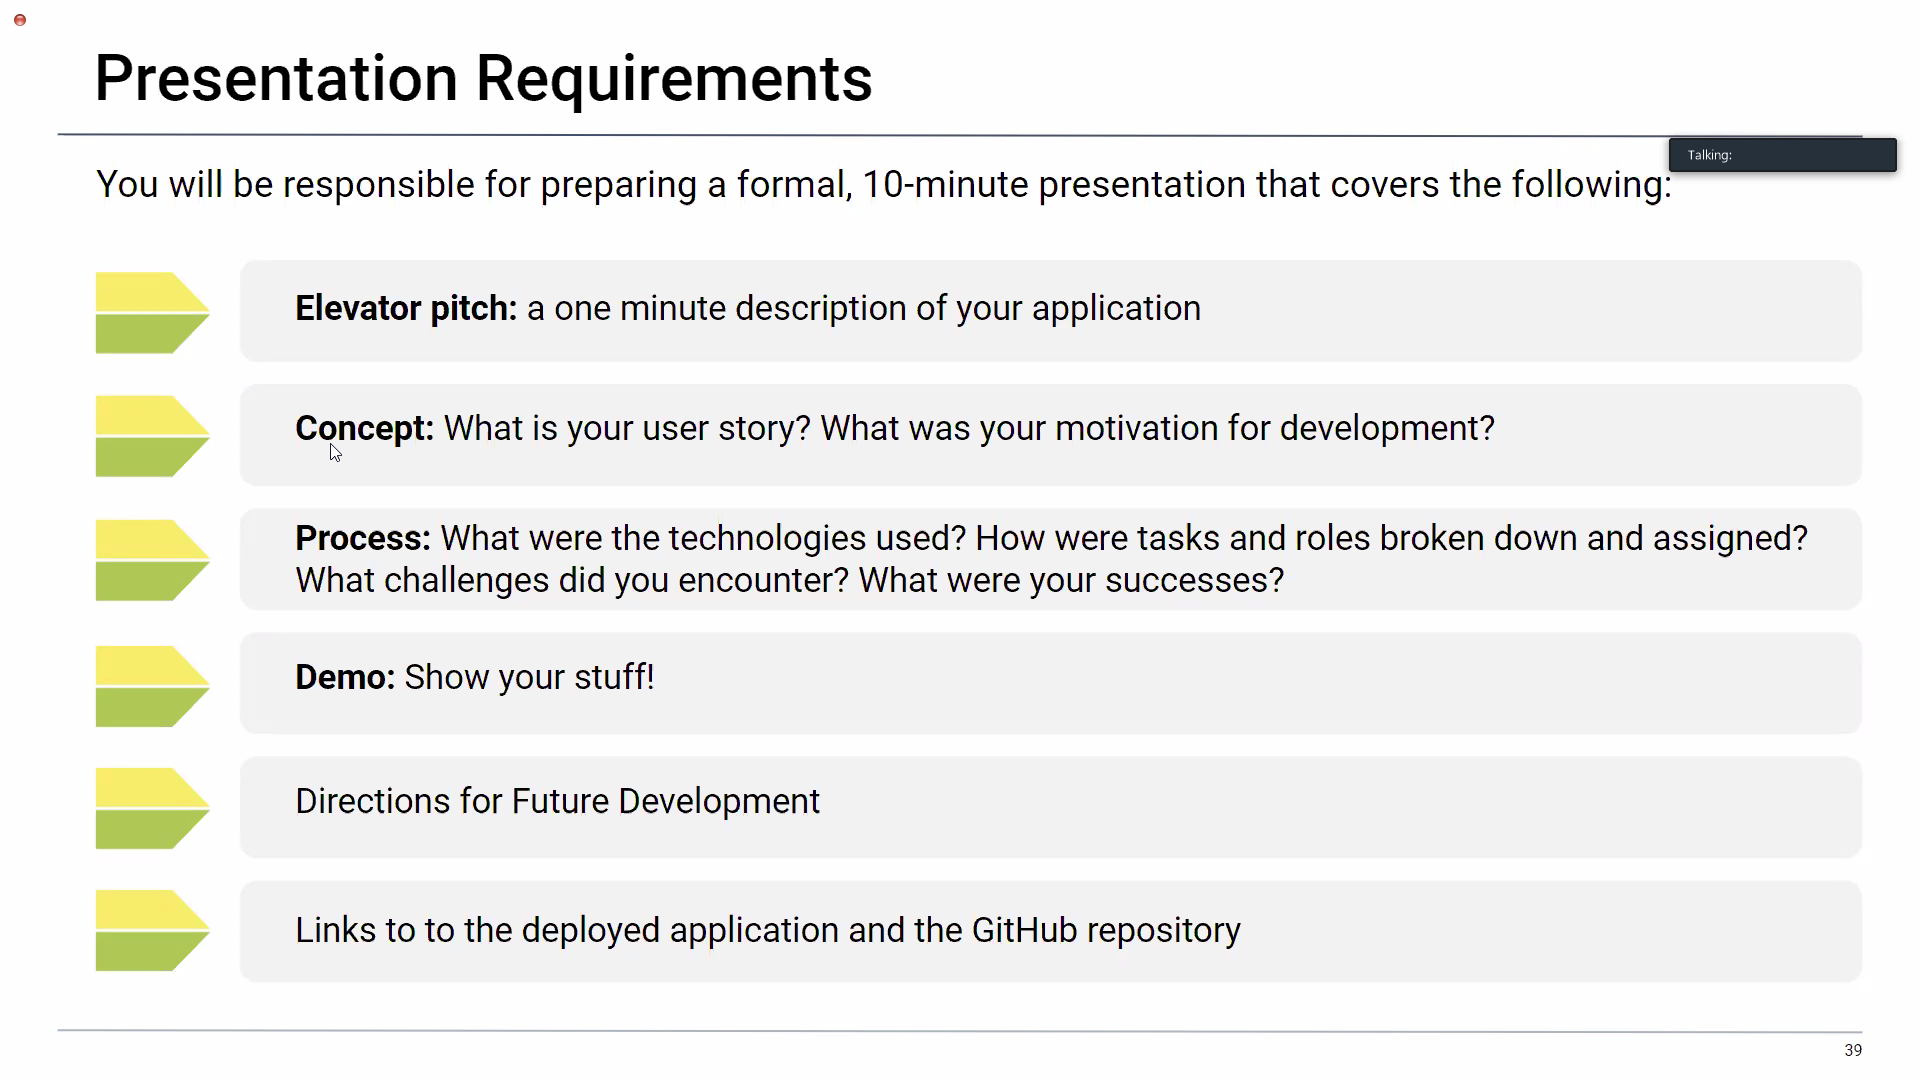 Presentation Requirements
Talking:
You will be responsible for preparing a formal, 10-minute presentation that covers the following:
Elevator pitch: a one minute description of your application
Concept: What is your user story? What was your motivation for development?
Process: What were the technologies used? How were tasks and roles broken down and assigned?
What challenges did you encounter? What were your successes?
Demo: Show your stuff!
Directions for Future Development
Links to to the deployed application and the GitHub repository
39